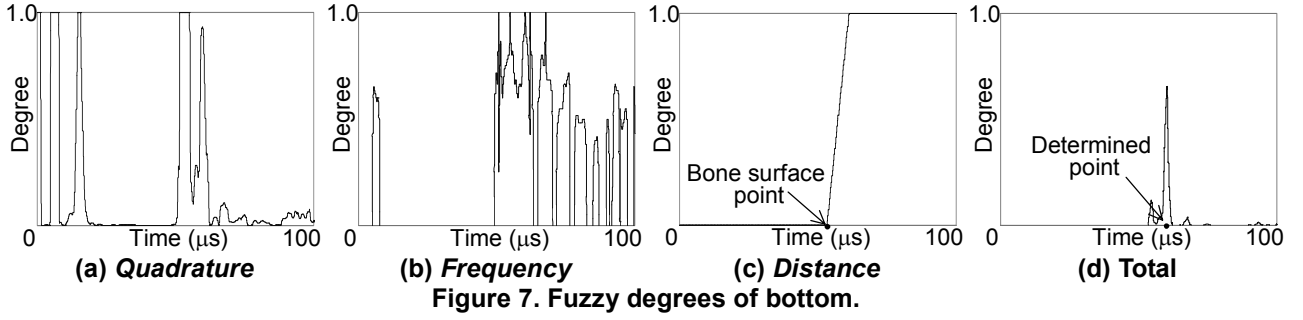 1.0
Degree
0
Time (μs)
100
(a) Quadrature
1.0
Degree
0
Time (μs)
100
(b) Frequency
1.0
Degree
Bone surface
point
0
Time (μs)
100
(c) Distance
1.0
Degree
Determined
point
0
Time (μs)
100
(d) Total
Figure 7. Fuzzy degrees of bottom.